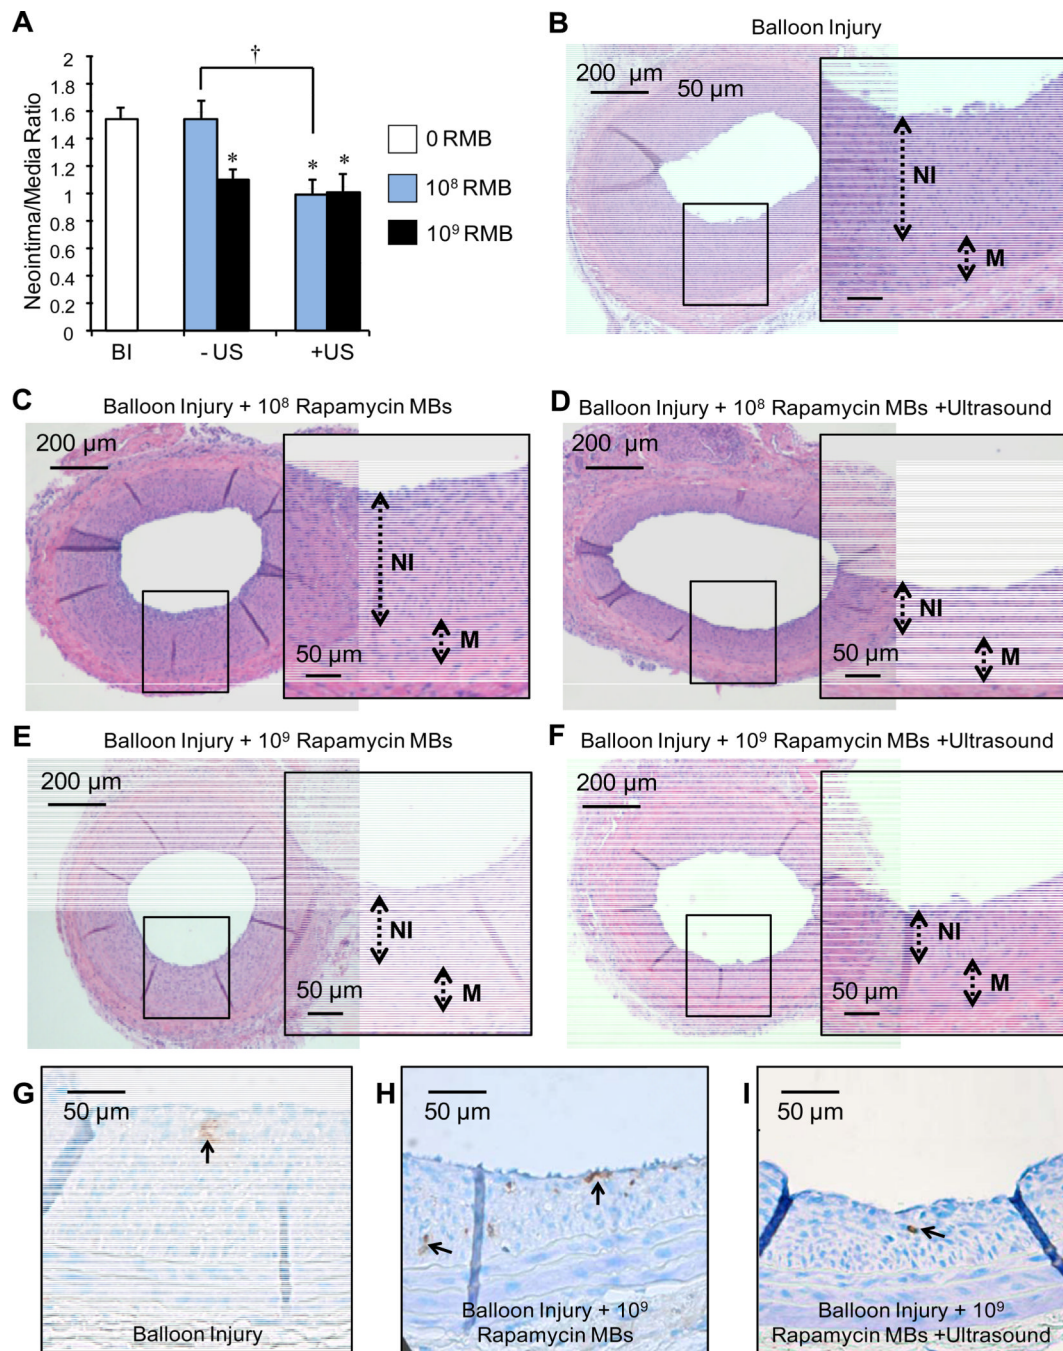 A
†
2
1.8
1.6
1.4
1.2
1
0.8
0.6
0.4
0.2
0
Neointima/Media Ratio
*
*
*
BI
- US
+US
0 RMB
10⁸ RMB
10⁹ RMB
B
Balloon Injury
200 µm
50 µm
NI
M
C
Balloon Injury + 10⁸ Rapamycin MBs
200 µm
NI
M
50 µm
D
Balloon Injury + 10⁸ Rapamycin MBs +Ultrasound
200 µm
NI
M
50 µm
E
Balloon Injury + 10⁹ Rapamycin MBs
200 µm
NI
M
50 µm
F
Balloon Injury + 10⁹ Rapamycin MBs +Ultrasound
200 µm
NI
M
50 µm
G
50 µm
Balloon Injury
H
50 µm
Balloon Injury + 10⁹
Rapamycin MBs
I
50 µm
Balloon Injury + 10⁹
Rapamycin MBs +Ultrasound